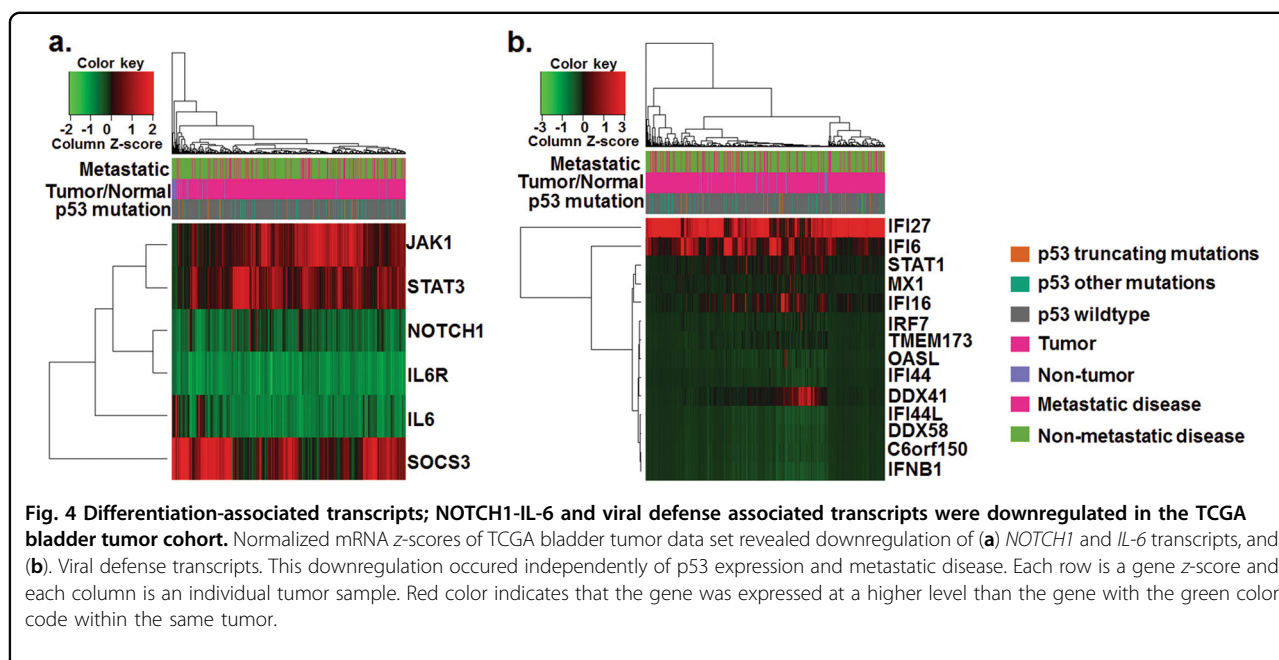 a.
Color key
-2 -1 0 1 2
Column Z-score
Metastatic
Tumor/Normal
p53 mutation
JAK1
STAT3
NOTCH1
IL6R
IL6
SOCS3
b.
Color key
-3 -1 0 1 3
Column Z-score
Metastatic
Tumor/Normal
p53 mutation
IFI27
IFI6
STAT1
MX1
IFI16
IRF7
TMEM173
OASL
IFI44
DDX41
IFI44L
DDX58
C6orf150
IFNB1
p53 truncating mutations
p53 other mutations
p53 wildtype
Tumor
Non-tumor
Metastatic disease
Non-metastatic disease
Fig. 4 Differentiation-associated transcripts; NOTCH1-IL-6 and viral defense associated transcripts were downregulated in the TCGA
bladder tumor cohort. Normalized mRNA z-scores of TCGA bladder tumor data set revealed downregulation of (a) NOTCH1 and IL-6 transcripts, and
(b). Viral defense transcripts. This downregulation occured independently of p53 expression and metastatic disease. Each row is a gene z-score and
each column is an individual tumor sample. Red color indicates that the gene was expressed at a higher level than the gene with the green color
code within the same tumor.